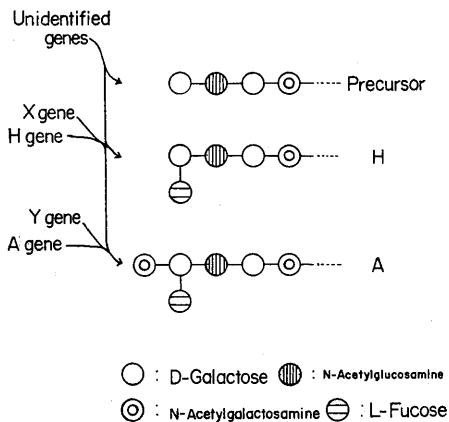 Unidentified
genes
Precursor
X gene
H gene
H
Y gene
A gene
A
: D-Galactose
: N-Acetylglucosamine
: N-Acetylgalactosamine
: L-Fucose